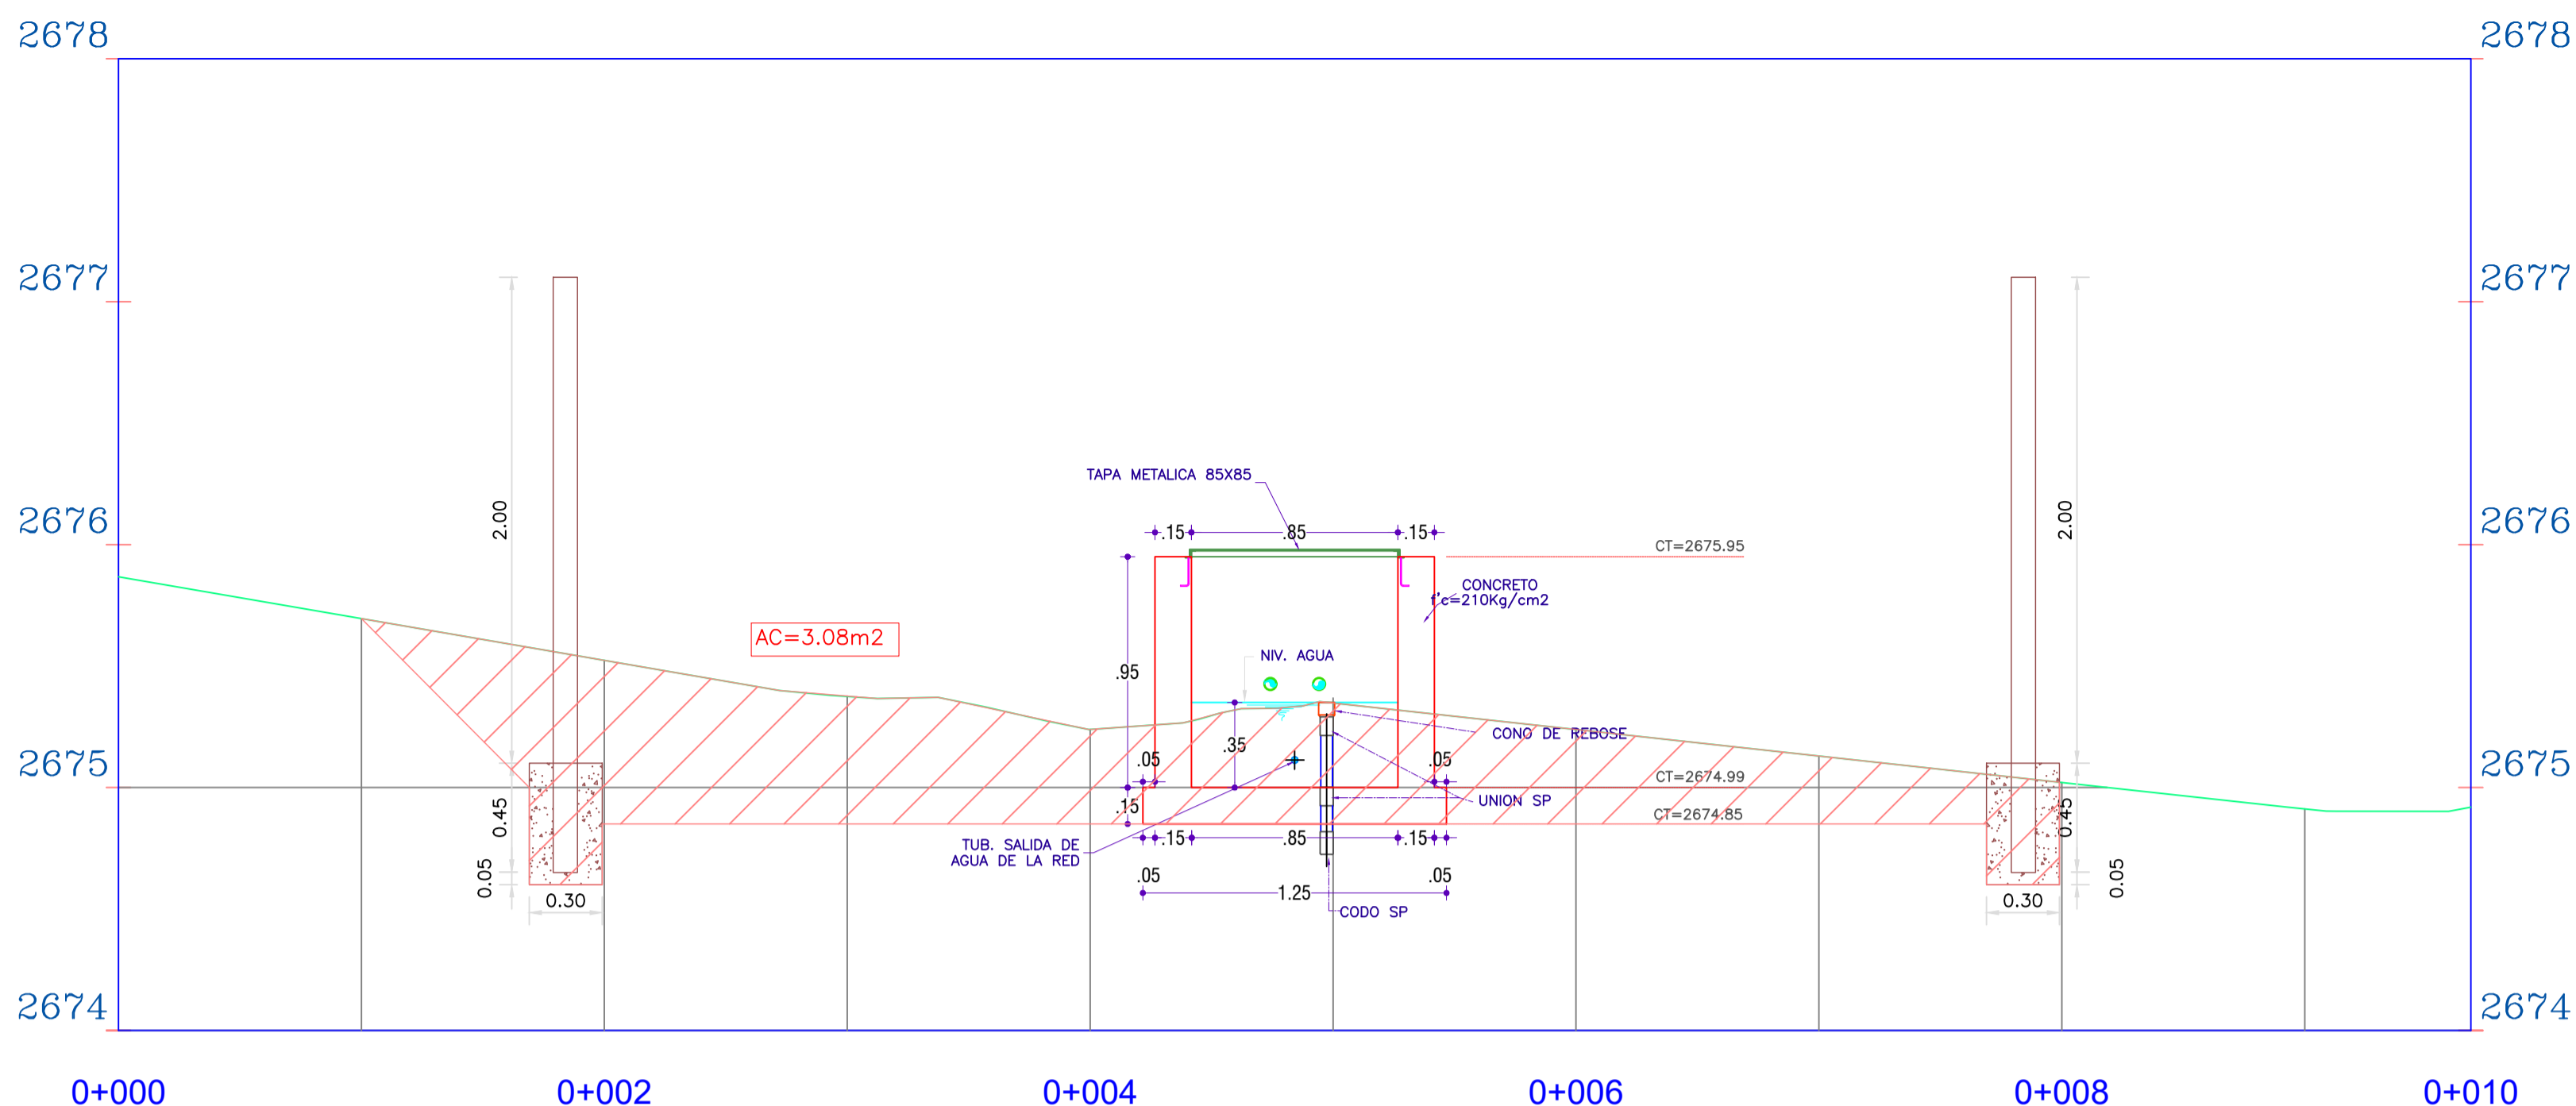 2678
2678
2677
2677
2676
2676
2675
2675
2674
2674
TAPA METALICA 85X85
.15
.85
.15
2.00
2.00
CT=2675.95
CONCRETO
f'c=210Kg/cm2
AC=3.08m2
NIV. AGUA
.95
CONO DE REBOSE
.35
.05
.05
CT=2674.99
UNION SP
.15
CT=2674.85
0.45
0.45
.15
.85
.15
TUB. SALIDA DE
AGUA DE LA RED
.05
.05
0.05
0.05
1.25
0.30
0.30
CODO SP
0+000
0+002
0+004
0+006
0+008
0+010